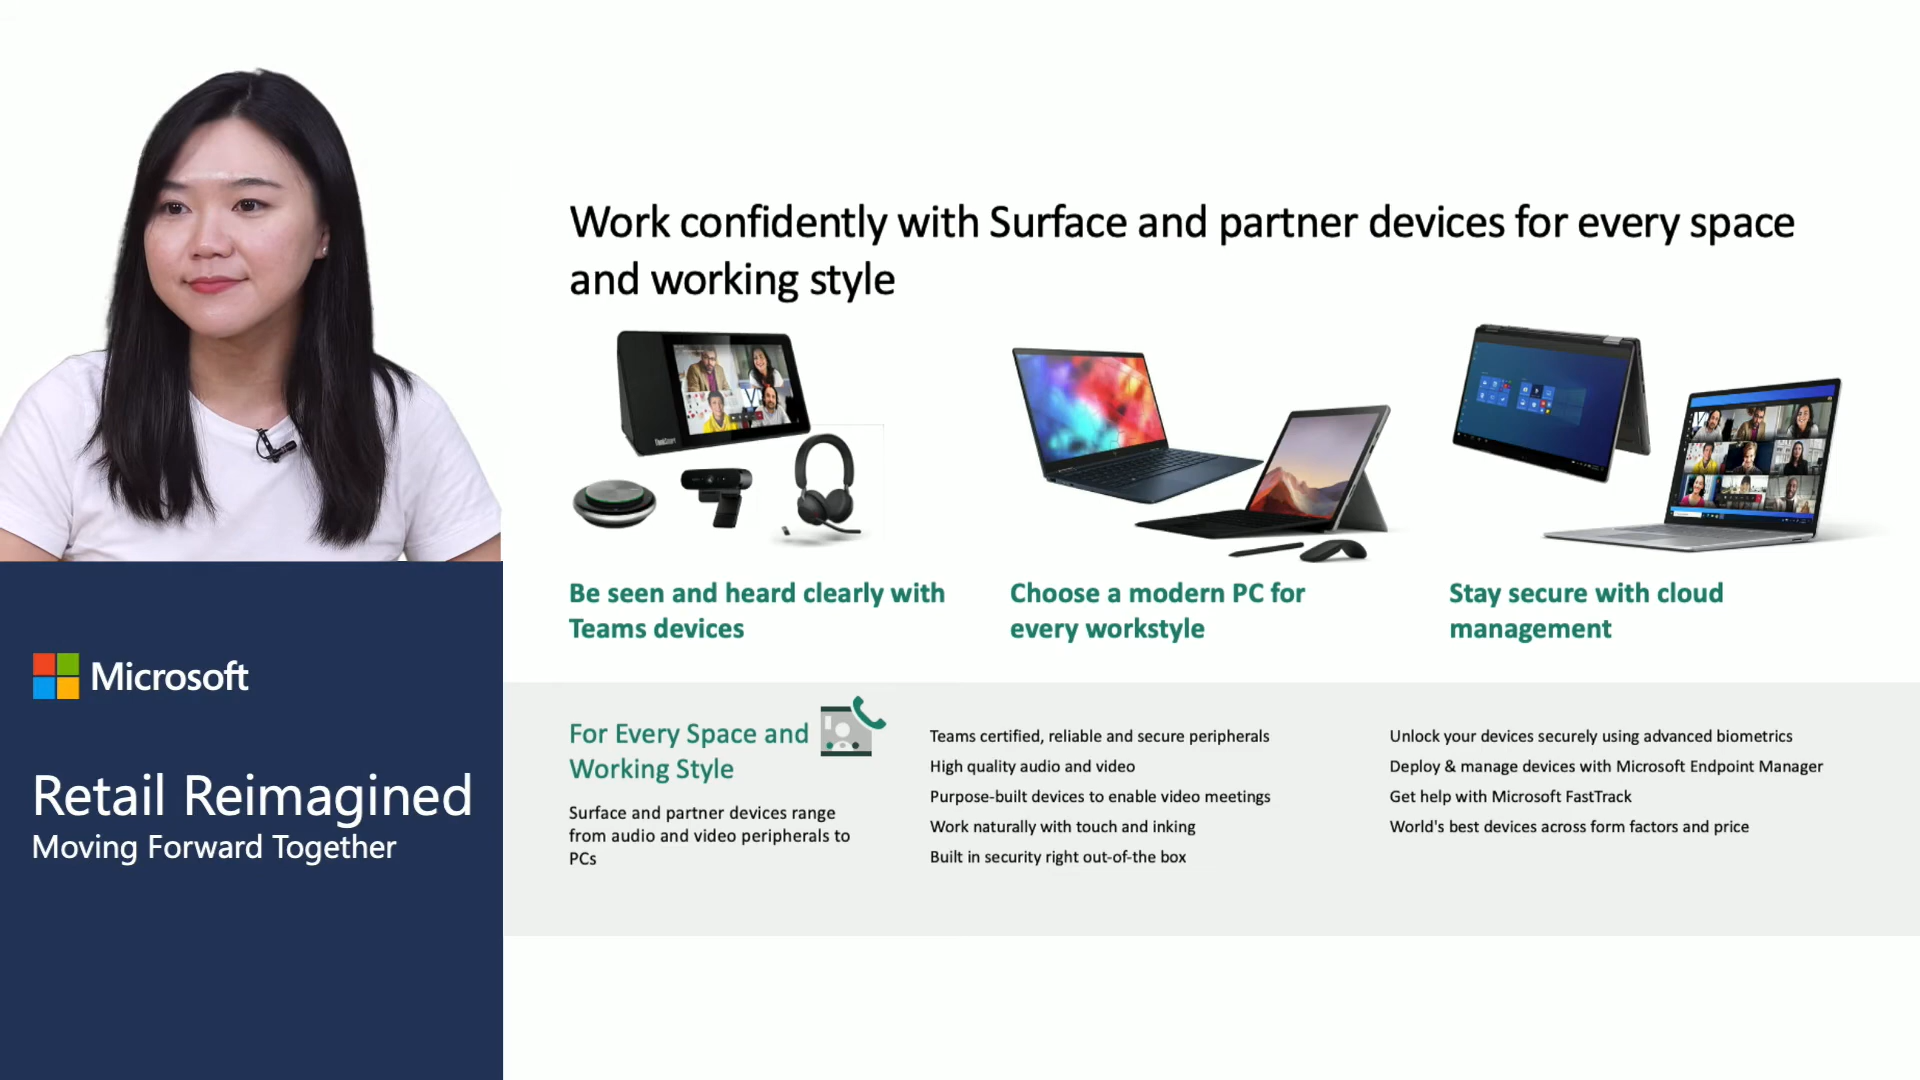 Work confidently with Surface and partner devices for every space
and working style
ThinkSmart
Be seen and heard clearly with
Teams devices
Choose a modern PC for
every workstyle
Stay secure with cloud
management
Microsoft
Retail Reimagined
Moving Forward Together
For Every Space and
Working Style
Surface and partner devices range
from audio and video peripherals to
PCs
Teams certified, reliable and secure peripherals
High quality audio and video
Purpose-built devices to enable video meetings
Work naturally with touch and inking
Built in security right out-of-the box
Unlock your devices securely using advanced biometrics
Deploy & manage devices with Microsoft Endpoint Manager
Get help with Microsoft FastTrack
World's best devices across form factors and price